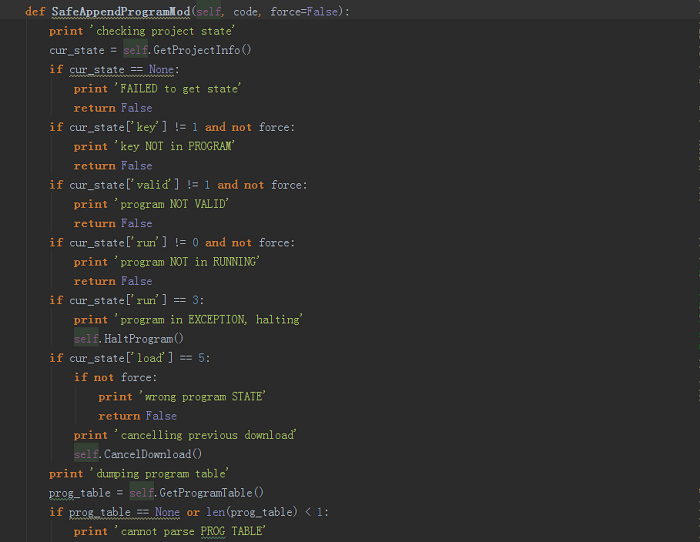 def SafeAppendProgramMod(self, code, force=False):
    print 'checking project state'
    cur_state = self.GetProjectInfo()
    if cur_state == None:
        print 'FAILED to get state'
        return False
    if cur_state['key'] != 1 and not force:
        print 'key NOT in PROGRAM'
        return False
    if cur_state['valid'] != 1 and not force:
        print 'program NOT VALID'
        return False
    if cur_state['run'] != 0 and not force:
        print 'program NOT in RUNNING'
        return False
    if cur_state['run'] == 3:
        print 'program in EXCEPTION, halting'
        self.HaltProgram()
    if cur_state['load'] == 5:
        if not force:
            print 'wrong program STATE'
            return False
        print 'cancelling previous download'
        self.CancelDownload()
    print 'dumping program table'
    prog_table = self.GetProgramTable()
    if prog_table == None or len(prog_table) < 1:
        print 'cannot parse PROG TABLE'